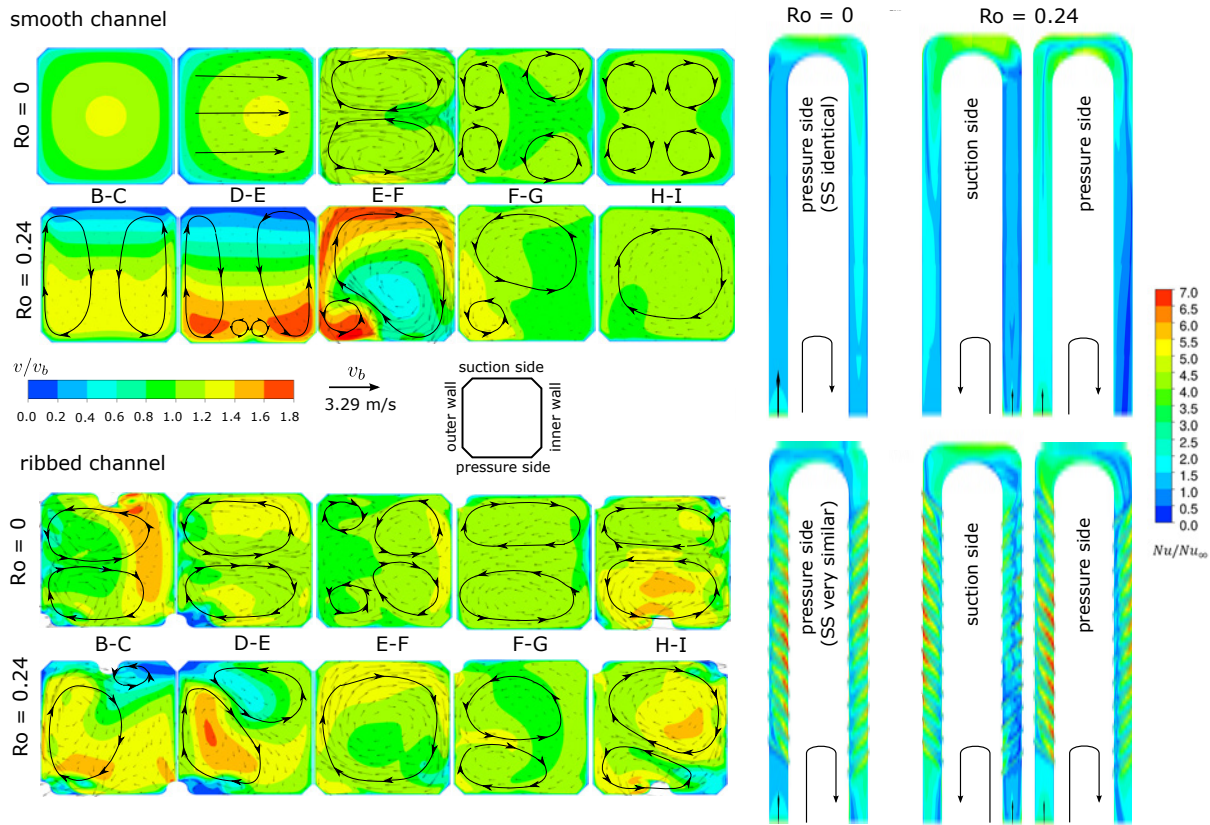 smooth channel
Ro = 0
B-C
D-E
E-F
F-G
H-I
Ro = 0.24
v/v_b
0.0 0.2 0.4 0.6 0.8 1.0 1.2 1.4 1.6 1.8
v_b
3.29 m/s
suction side
outer wall
inner wall
pressure side
ribbed channel
Ro = 0
B-C
D-E
E-F
F-G
H-I
Ro = 0.24
Ro = 0
Ro = 0.24
pressure side
(SS identical)
suction side
pressure side
pressure side
(SS very similar)
suction side
pressure side
7.0
6.5
6.0
5.5
5.0
4.5
4.0
3.5
3.0
2.5
2.0
1.5
1.0
0.5
0.0
Nu/Nu∞